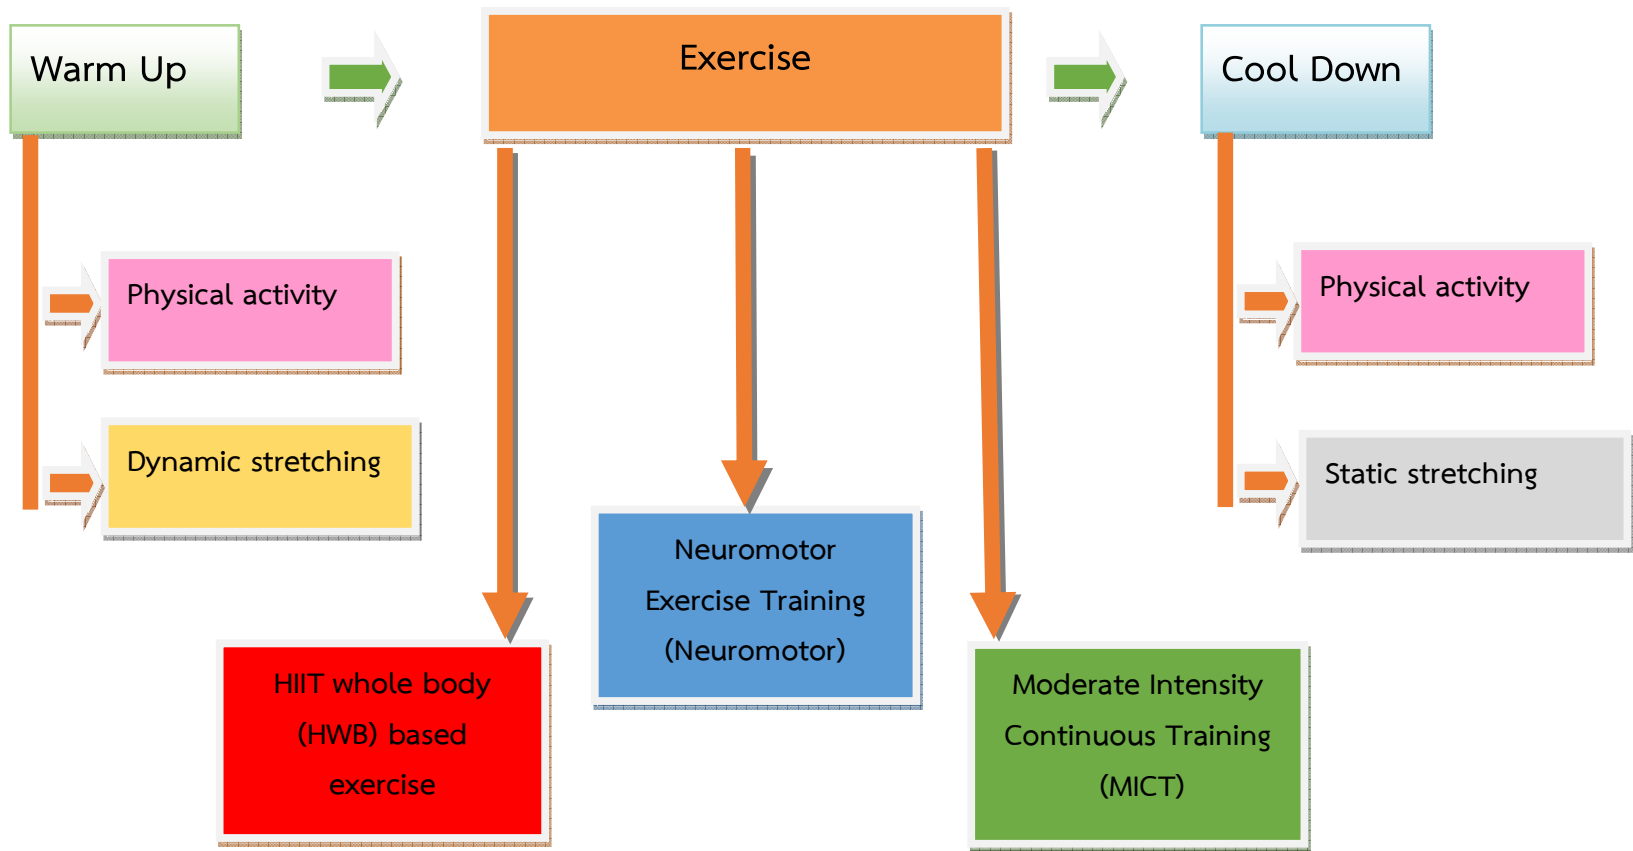 Warm Up
Exercise
Cool Down
Physical activity
Dynamic stretching
Physical activity
Static stretching
Neuromotor
Exercise Training
(Neuromotor)
HIIT whole body
(HWB) based
exercise
Moderate Intensity
Continuous Training
(MICT)